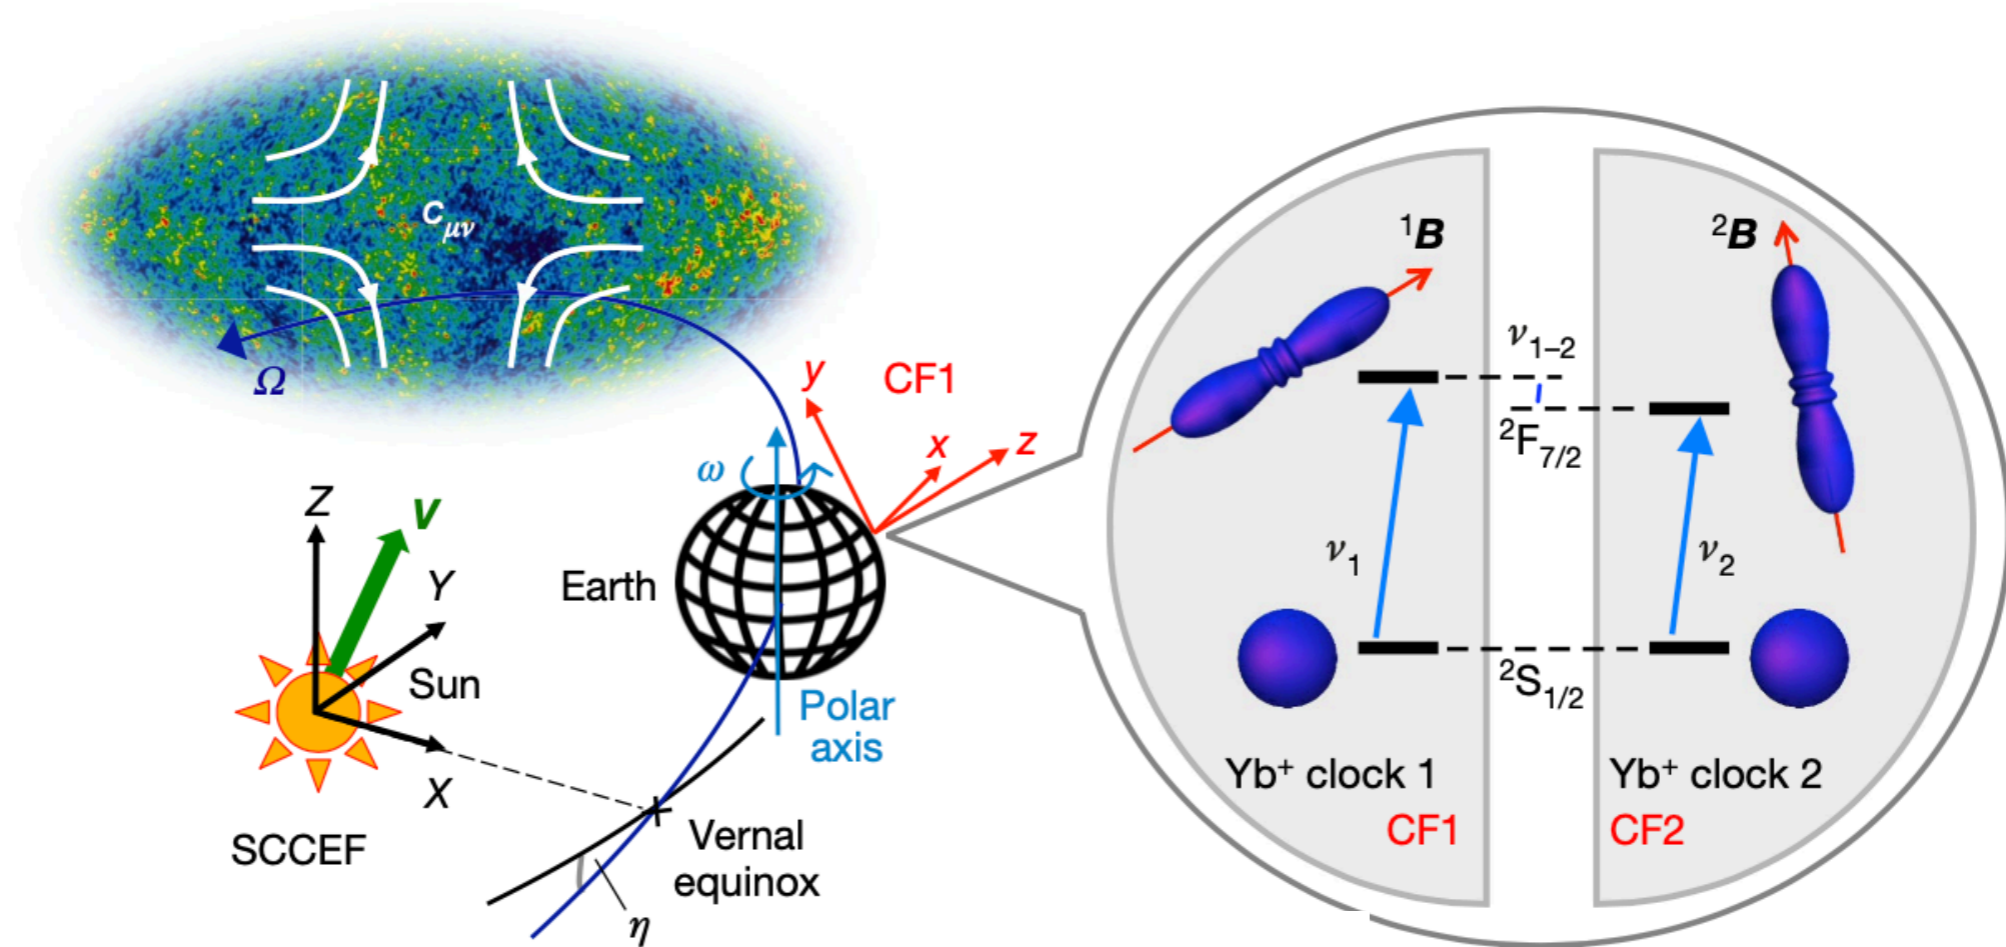 C_μν
Ω
y
CF1
x
z
ω
Z
V
Y
Earth
Sun
Polar
axis
X
SCCEF
Vernal
equinox
η
¹B
²B
ν₁₋₂
²F₇/₂
ν₁
ν₂
²S₁/₂
Yb⁺ clock 1
Yb⁺ clock 2
CF1
CF2